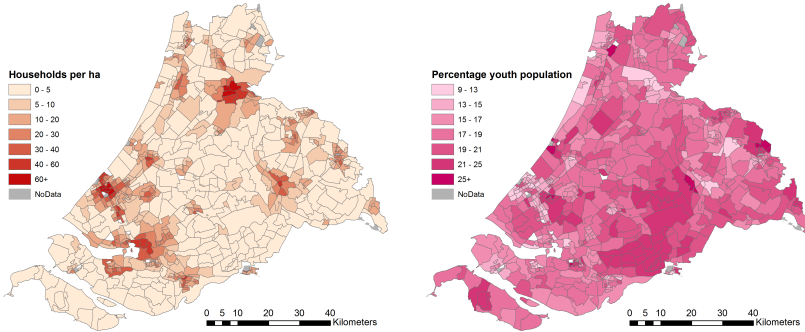 Households per ha
0 - 5
5 - 10
10 - 20
20 - 30
30 - 40
40 - 60
60+
NoData
0 5 10 20 30 40
Kilometers
Percentage youth population
9 - 13
13 - 15
15 - 17
17 - 19
19 - 21
21 - 25
25+
NoData
0 5 10 20 30 40
Kilometers